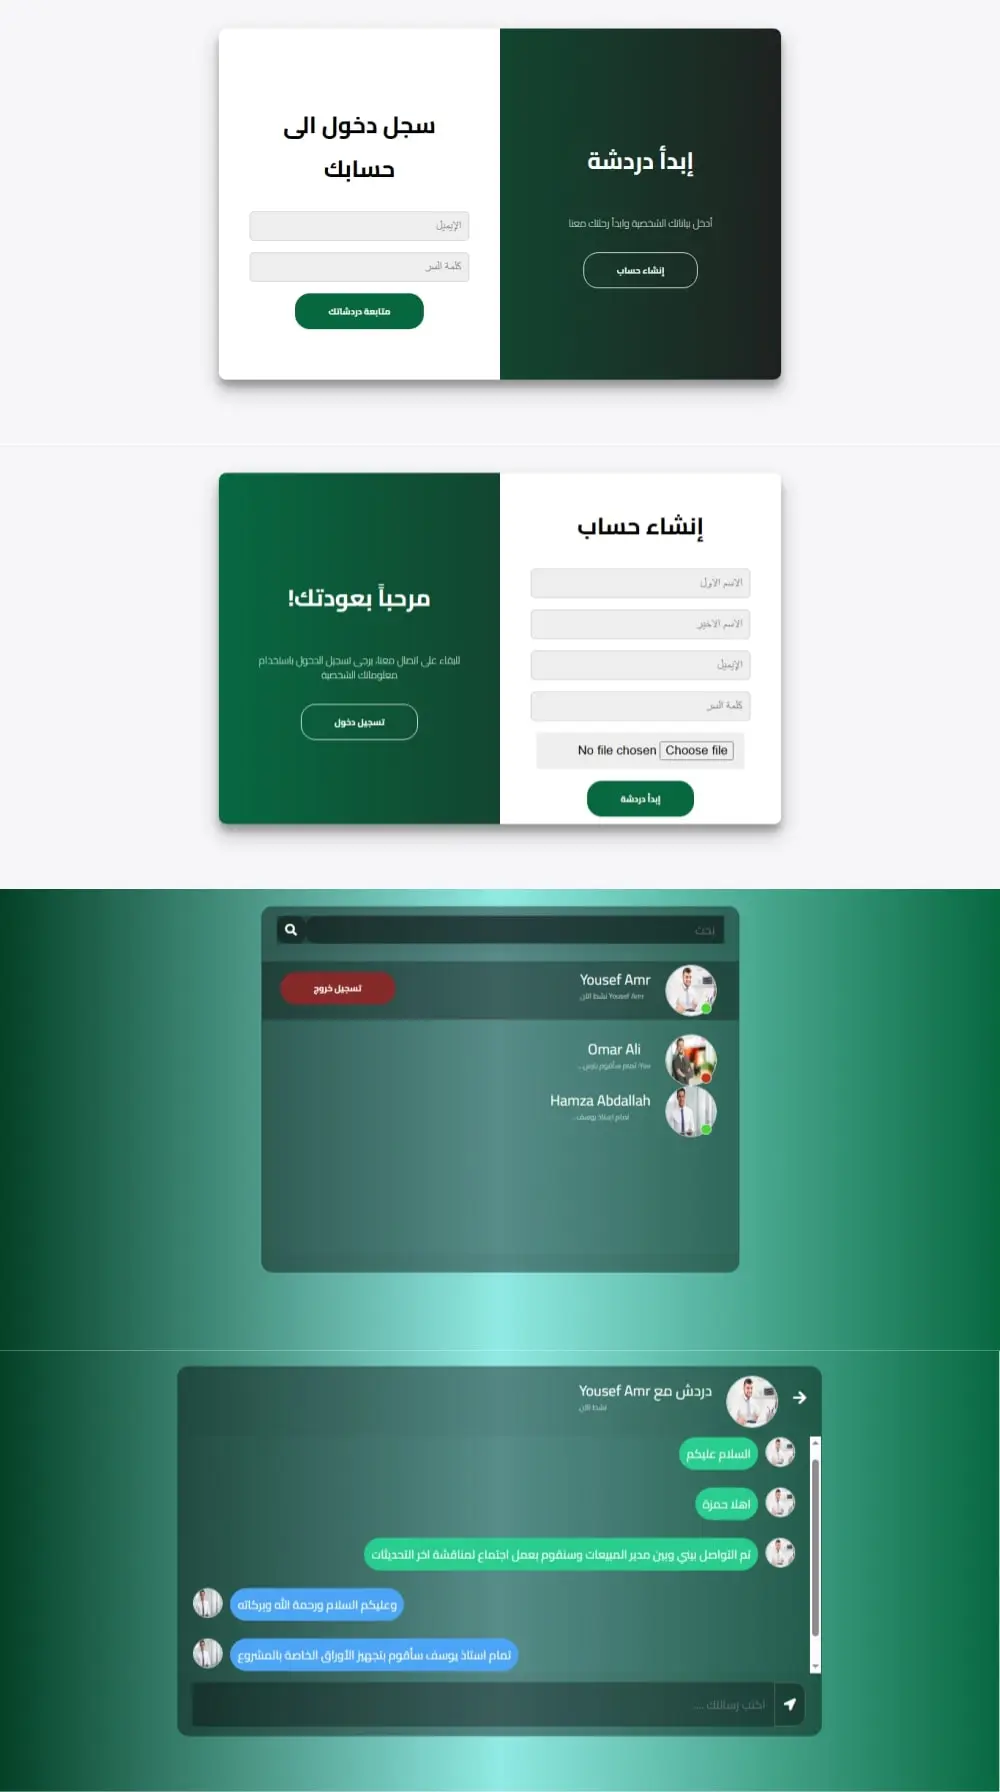 إبدأ دردشة
أدخل بياناتك الشخصية وابدأ رحلتك معنا
إنشاء حساب
سجل دخول الى
حسابك
الإيميل
كلمة السر
متابعة دردشاتك
إنشاء حساب
الاسم الاول
الاسم الاخير
الإيميل
كلمة السر
No file chosen Choose file
إبدأ دردشة
مرحباً بعودتك!
للبقاء على اتصال معنا، يرجى تسجيل الدخول باستخدام
معلوماتك الشخصية
تسجيل دخول
بحث
Yousef Amr
Yousef Amr نشط الآن
تسجيل خروج
Omar Ali
You: تمام سأقوم بارس...
Hamza Abdallah
تمام استاذ يوسف...
دردش مع Yousef Amr
نشط الآن
السلام عليكم
اهلا حمزة
تم التواصل بيني وبين مدير المبيعات وسنقوم بعمل اجتماع لمناقشة اخر التحديثات
وعليكم السلام ورحمة الله وبركاته
تمام استاذ يوسف سأقوم بتجهيز الأوراق الخاصة بالمشروع
اكتب رسالتك ....